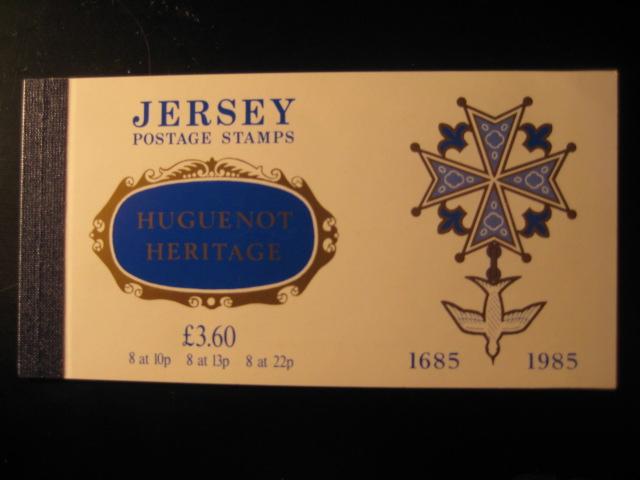 JERSEY
POSTAGE STAMPS
HUGUENOT
HERITAGE
£3.60
8 at 10p 8 at 13p 8 at 22p
1685 1985